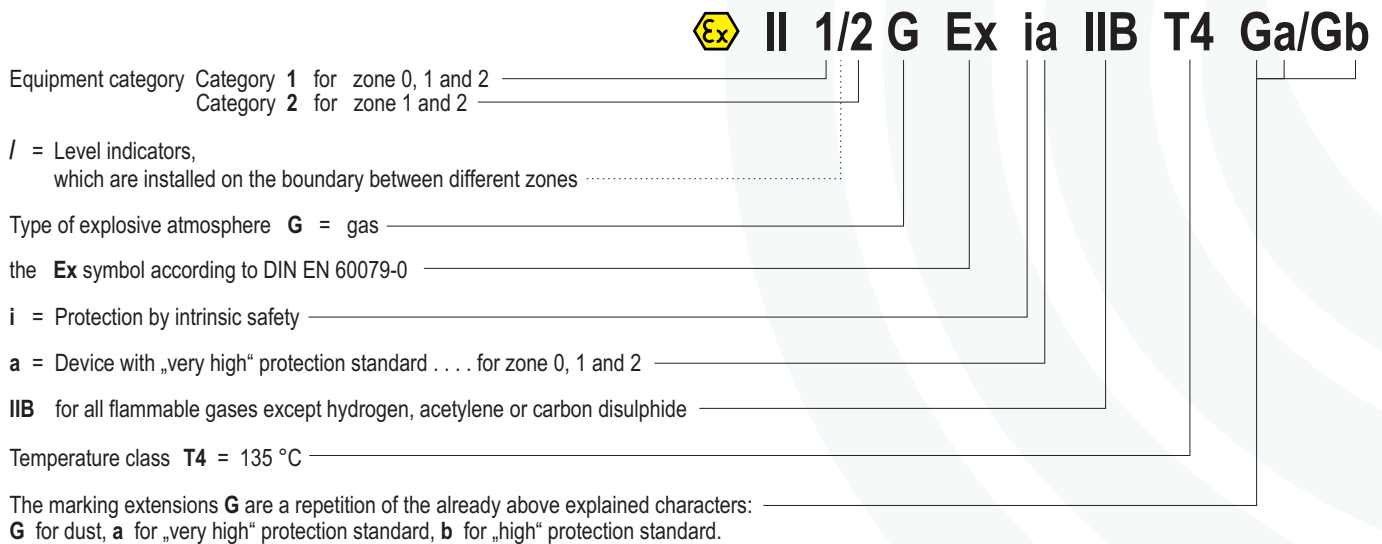 Ex II 1/2 G Ex ia IIB T4 Ga/Gb
Equipment category Category 1 for zone 0, 1 and 2
Category 2 for zone 1 and 2
/ = Level indicators,
which are installed on the boundary between different zones
Type of explosive atmosphere G = gas
the Ex symbol according to DIN EN 60079-0
i = Protection by intrinsic safety
a = Device with „very high“ protection standard . . . . for zone 0, 1 and 2
IIB for all flammable gases except hydrogen, acetylene or carbon disulphide
Temperature class T4 = 135 °C
The marking extensions G are a repetition of the already above explained characters:
G for dust, a for „very high“ protection standard, b for „high“ protection standard.